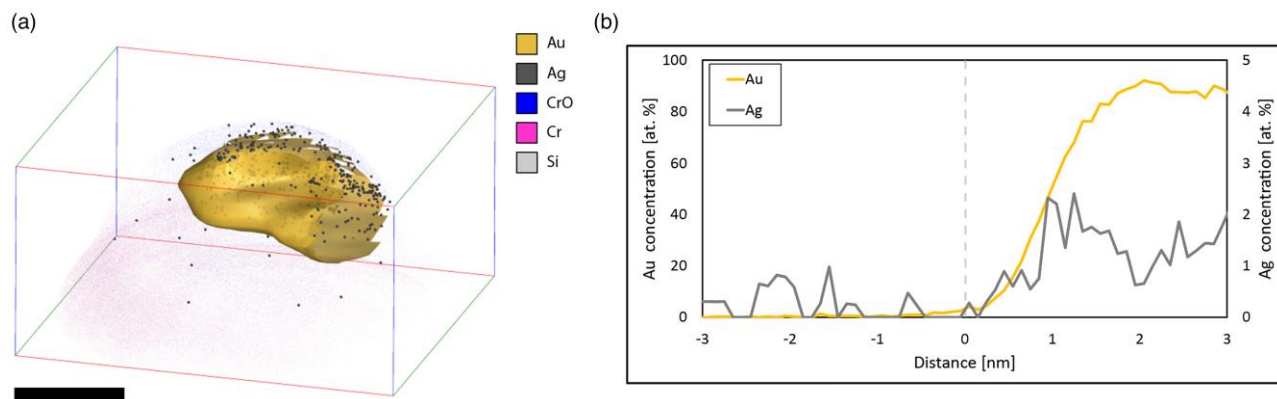 (a)
Au
Ag
CrO
Cr
Si
(b)
Au
Ag
100
80
60
40
20
0
Au concentration [at. %]
5
4
3
2
1
0
Ag concentration [at. %]
-3
-2
-1
0
1
2
3
Distance [nm]